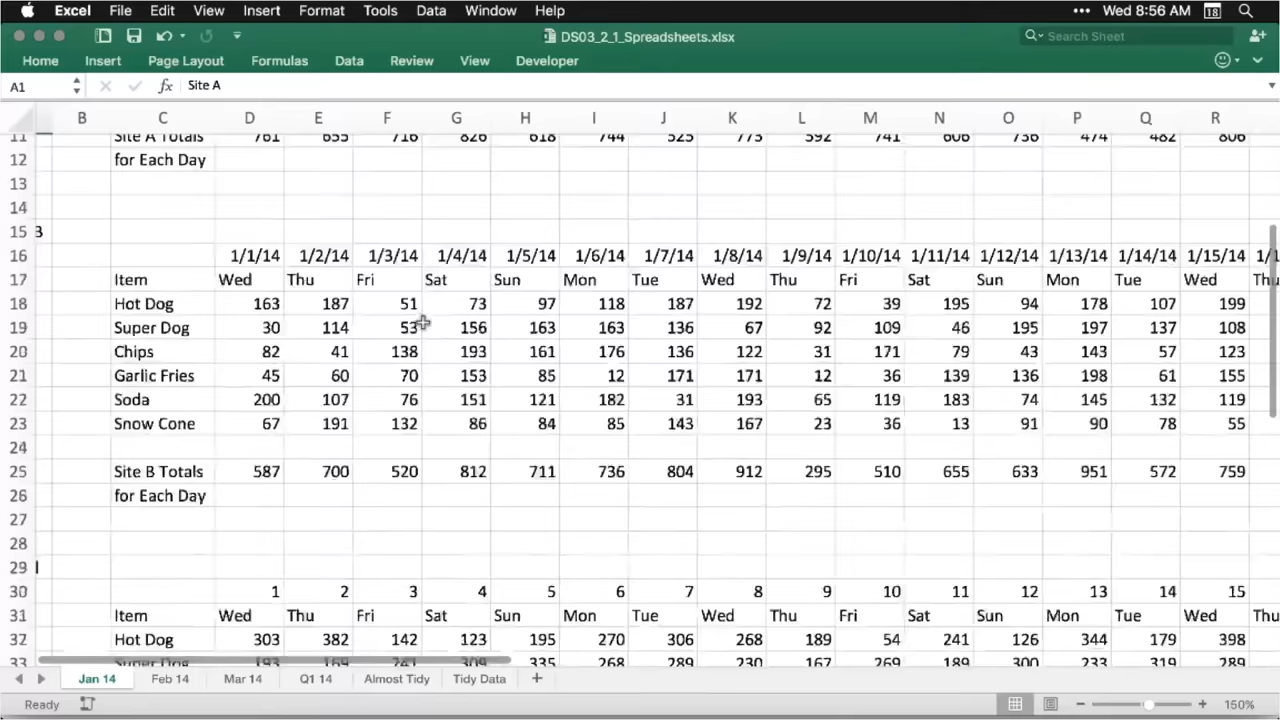 Excel File Edit View Insert Format Tools Data Window Help ••• Wed 8:56 AM 18
DS03_2_1_Spreadsheets.xlsx Search Sheet
Home Insert Page Layout Formulas Data Review View Developer
A1 fx Site A
B C D E F G H I J K L M N O P Q R
11 Site A Totals 761 655 716 826 618 744 525 773 592 741 606 736 474 482 806
12 for Each Day
13
14
15 B
16 1/1/14 1/2/14 1/3/14 1/4/14 1/5/14 1/6/14 1/7/14 1/8/14 1/9/14 1/10/14 1/11/14 1/12/14 1/13/14 1/14/14 1/15/14 1/1
17 Item Wed Thu Fri Sat Sun Mon Tue Wed Thu Fri Sat Sun Mon Tue Wed Thu
18 Hot Dog 163 187 51 73 97 118 187 192 72 39 195 94 178 107 199
19 Super Dog 30 114 53 156 163 163 136 67 92 109 46 195 197 137 108
20 Chips 82 41 138 193 161 176 136 122 31 171 79 43 143 57 123
21 Garlic Fries 45 60 70 153 85 12 171 171 12 36 139 136 198 61 155
22 Soda 200 107 76 151 121 182 31 193 65 119 183 74 145 132 119
23 Snow Cone 67 191 132 86 84 85 143 167 23 36 13 91 90 78 55
24
25 Site B Totals 587 700 520 812 711 736 804 912 295 510 655 633 951 572 759
26 for Each Day
27
28
29
30 1 2 3 4 5 6 7 8 9 10 11 12 13 14 15
31 Item Wed Thu Fri Sat Sun Mon Tue Wed Thu Fri Sat Sun Mon Tue Wed Thu
32 Hot Dog 303 382 142 123 195 270 306 268 189 54 241 126 344 179 398
33 Super Dog 193 169 241 309 335 268 289 230 167 269 189 300 233 319 289
Jan 14 Feb 14 Mar 14 Q1 14 Almost Tidy Tidy Data +
Ready 150%